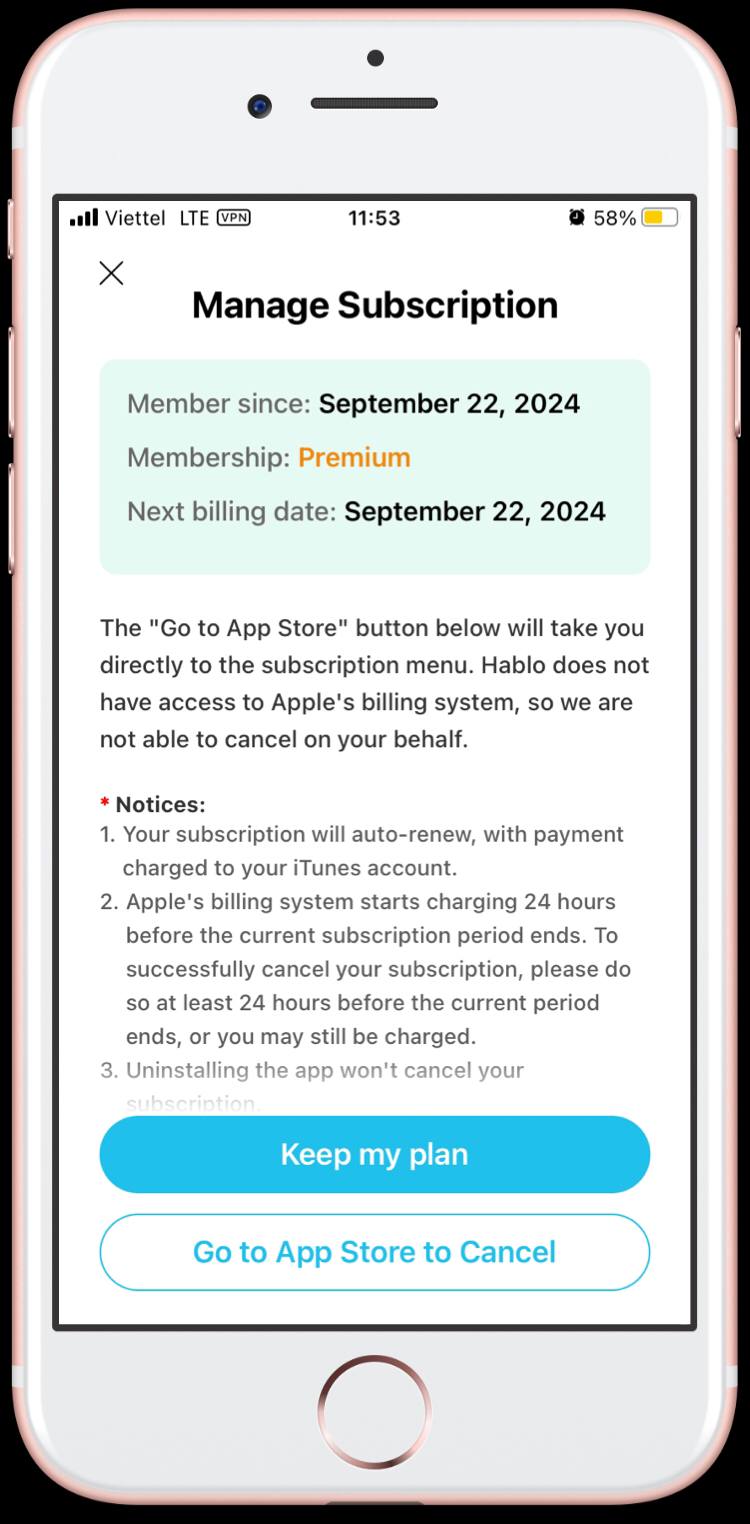 Viettel LTE VPN 11:53 58%
Manage Subscription
Member since: September 22, 2024
Membership: Premium
Next billing date: September 22, 2024
The "Go to App Store" button below will take you
directly to the subscription menu. Hablo does not
have access to Apple's billing system, so we are
not able to cancel on your behalf.
* Notices:
1. Your subscription will auto-renew, with payment
charged to your iTunes account.
2. Apple's billing system starts charging 24 hours
before the current subscription period ends. To
successfully cancel your subscription, please do
so at least 24 hours before the current period
ends, or you may still be charged.
3. Uninstalling the app won't cancel your
subscription.
Keep my plan
Go to App Store to Cancel